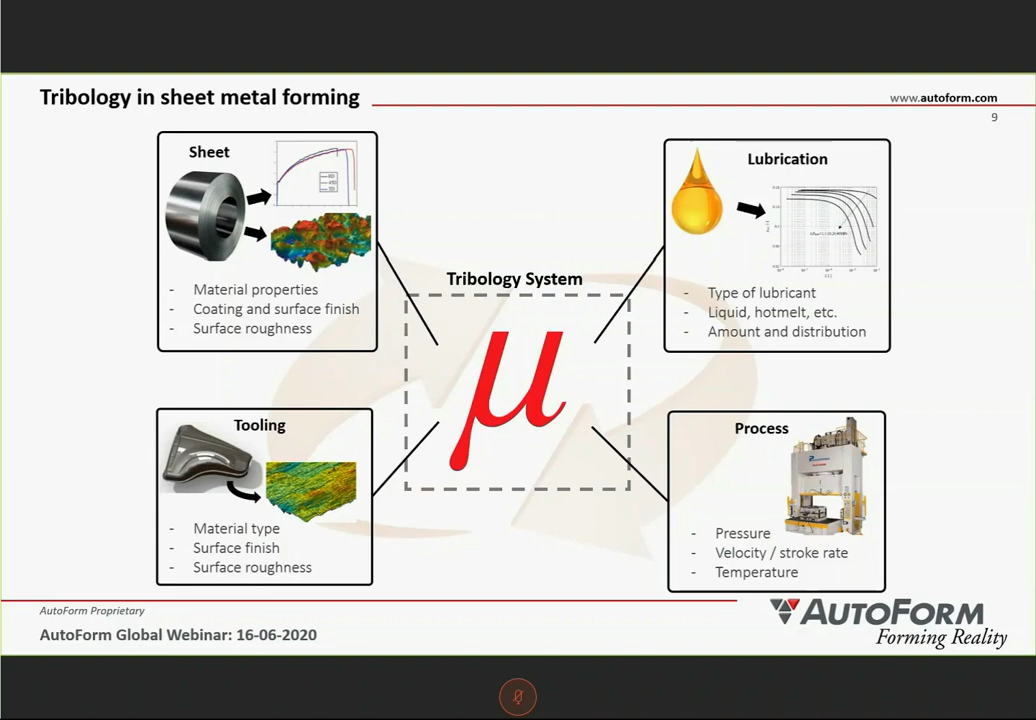 Tribology in sheet metal forming
www.autoform.com
9
Sheet
- Material properties
- Coating and surface finish
- Surface roughness
Lubrication
- Type of lubricant
- Liquid, hotmelt, etc.
- Amount and distribution
Tribology System
μ
Tooling
- Material type
- Surface finish
- Surface roughness
Process
- Pressure
- Velocity / stroke rate
- Temperature
AutoForm Proprietary
AutoForm Global Webinar: 16-06-2020
AUTOFORM
Forming Reality